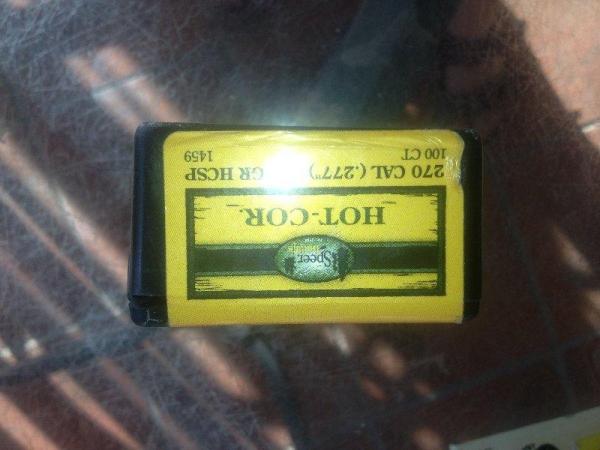 Speer
HOT-COR.
270 CAL (.277") GR HCSP
100 CT 1459